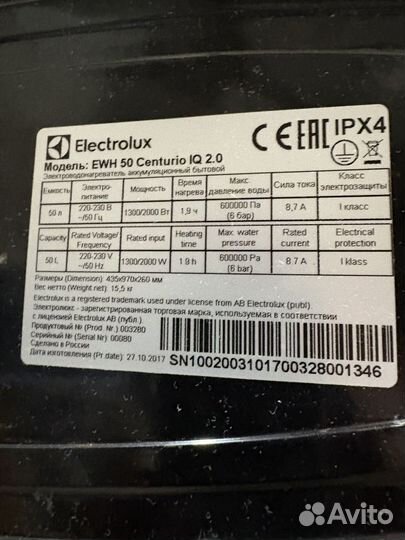 Electrolux
CE EAC IPX4
Модель: EWH 50 Centurio IQ 2.0
Электроводонагреватель аккумуляционный бытовой
Емкость Электро-питание Мощность Время нагрева Макс. давление воды Сила тока Класс электрозащиты
50 л 220-230 В ~/50 Гц 1300/2000 Вт 1,9 ч 600000 Па (6 бар) 8,7 А I класс
Capacity Rated Voltage/Frequency Rated input Heating time Max. water pressure Rated current Electrical protection
50 L 220-230 V ~/50 Hz 1300/2000 W 1.9 h 600000 Pa (6 bar) 8.7 A I klass
Размеры (Dimension) 435х970х260 мм
Вес нетто (Weight net): 15,5 кг
Electrolux is a registered trademark used under license from AB Electrolux (publ).
Электролюкс – зарегистрированная торговая марка, используемая в соответствии
с лицензией Electrolux AB (публ.).
Продуктовый № (Prod. Nr.) :003280
Серийный № (Serial Nr): 00080
Сделано в России
Дата изготовления (Pr. date): 27.10.2017
SN1002003101700328001346
Avito